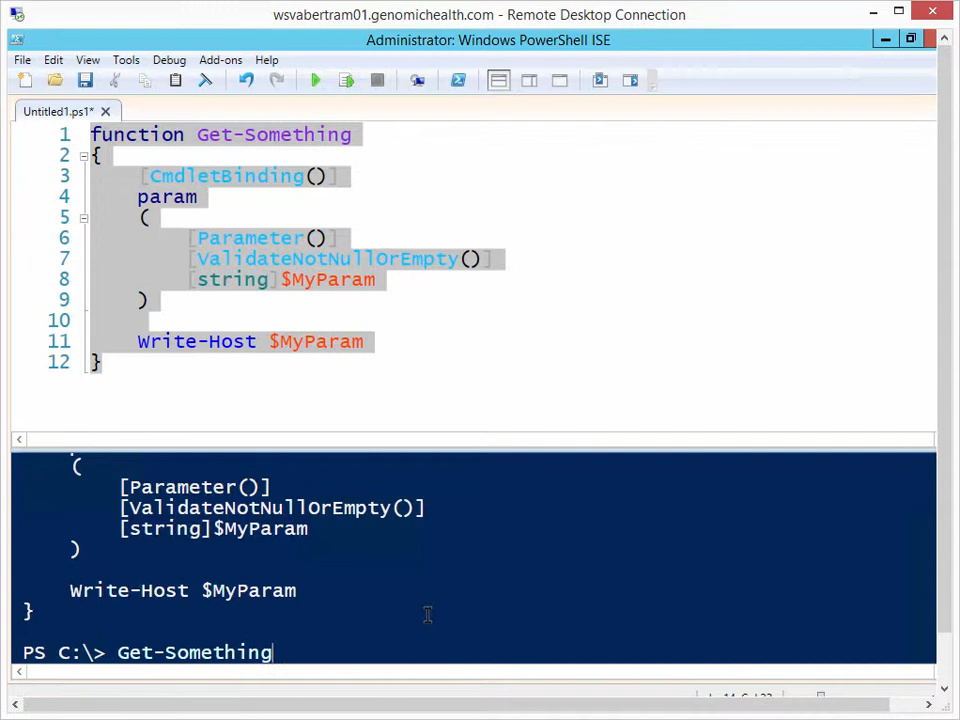 wsvabertram01.genomichealth.com - Remote Desktop Connection
Administrator: Windows PowerShell ISE
File Edit View Tools Debug Add-ons Help
Untitled1.ps1*
1 function Get-Something
2 {
3 [CmdletBinding()]
4 param
5 (
6 [Parameter()]
7 [ValidateNotNullOrEmpty()]
8 [string]$MyParam
9 )
10
11 Write-Host $MyParam
12 }
(
[Parameter()]
[ValidateNotNullOrEmpty()]
[string]$MyParam
)
Write-Host $MyParam
}
PS C:\> Get-Something